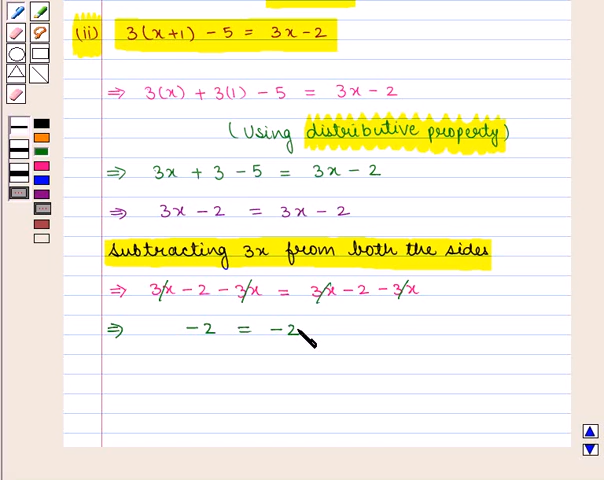 (ii) 3(x+1) - 5 = 3x - 2
⇒ 3(x) + 3(1) - 5 = 3x - 2
(Using distributive property)
⇒ 3x + 3 - 5 = 3x - 2
⇒ 3x - 2 = 3x - 2
Subtracting 3x from both the sides
⇒ 3x - 2 - 3x = 3x - 2 - 3x
⇒ -2 = -2